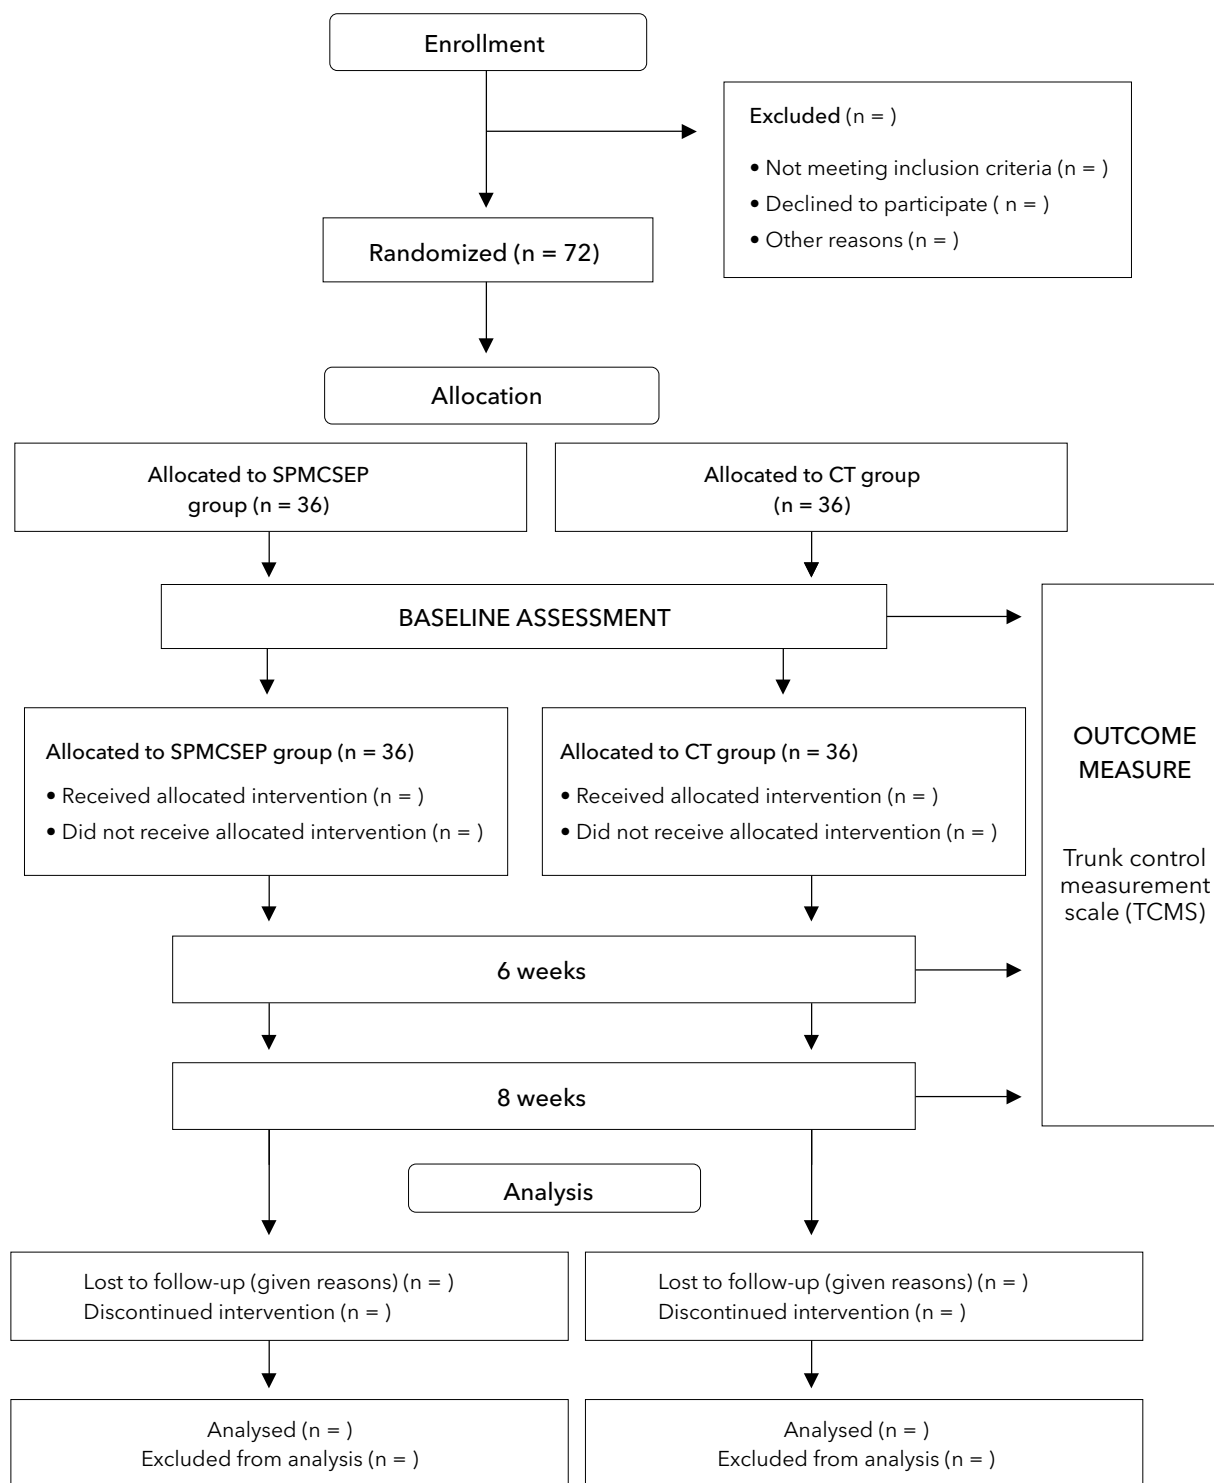 Enrollment
Excluded (n = )
• Not meeting inclusion criteria (n = )
• Declined to participate ( n = )
• Other reasons (n = )
Randomized (n = 72)
Allocation
Allocated to SPMCSEP
group (n = 36)
Allocated to CT group
(n = 36)
BASELINE ASSESSMENT
Allocated to SPMCSEP group (n = 36)
• Received allocated intervention (n = )
• Did not receive allocated intervention (n = )
Allocated to CT group (n = 36)
• Received allocated intervention (n = )
• Did not receive allocated intervention (n = )
OUTCOME
MEASURE
Trunk control
measurement
scale (TCMS)
6 weeks
8 weeks
Analysis
Lost to follow-up (given reasons) (n = )
Discontinued intervention (n = )
Lost to follow-up (given reasons) (n = )
Discontinued intervention (n = )
Analysed (n = )
Excluded from analysis (n = )
Analysed (n = )
Excluded from analysis (n = )